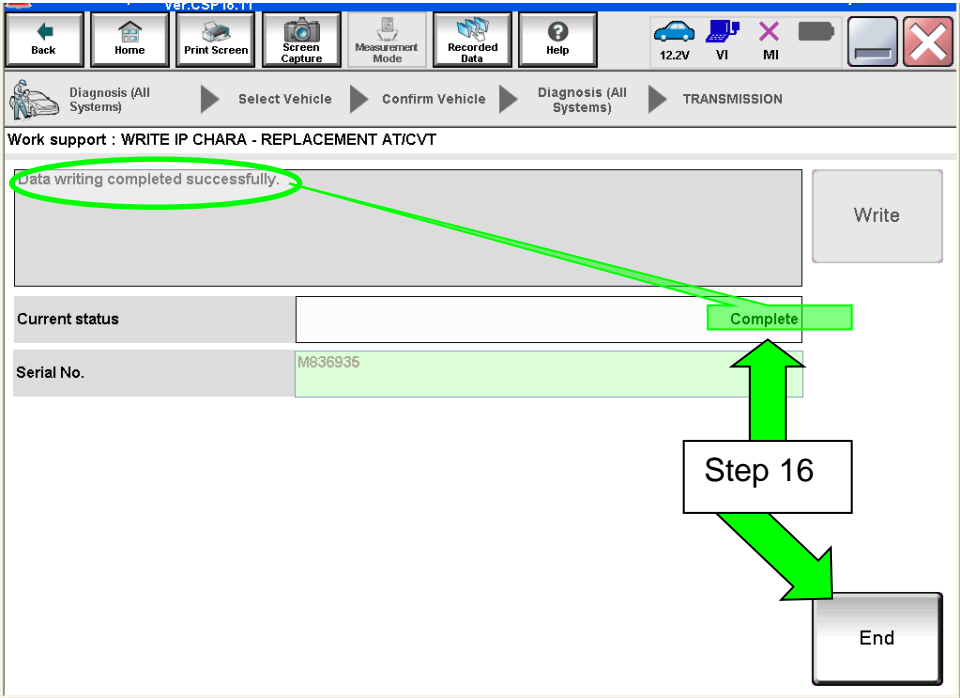 Ver.CSP18.11
Back
Home
Print Screen
Screen
Capture
Measurement
Mode
Recorded
Data
Help
12.2V
VI
MI
Diagnosis (All
Systems)
Select Vehicle
Confirm Vehicle
Diagnosis (All
Systems)
TRANSMISSION
Work support : WRITE IP CHARA - REPLACEMENT AT/CVT
Data writing completed successfully.
Write
Current status
Complete
Serial No.
M836935
Step 16
End